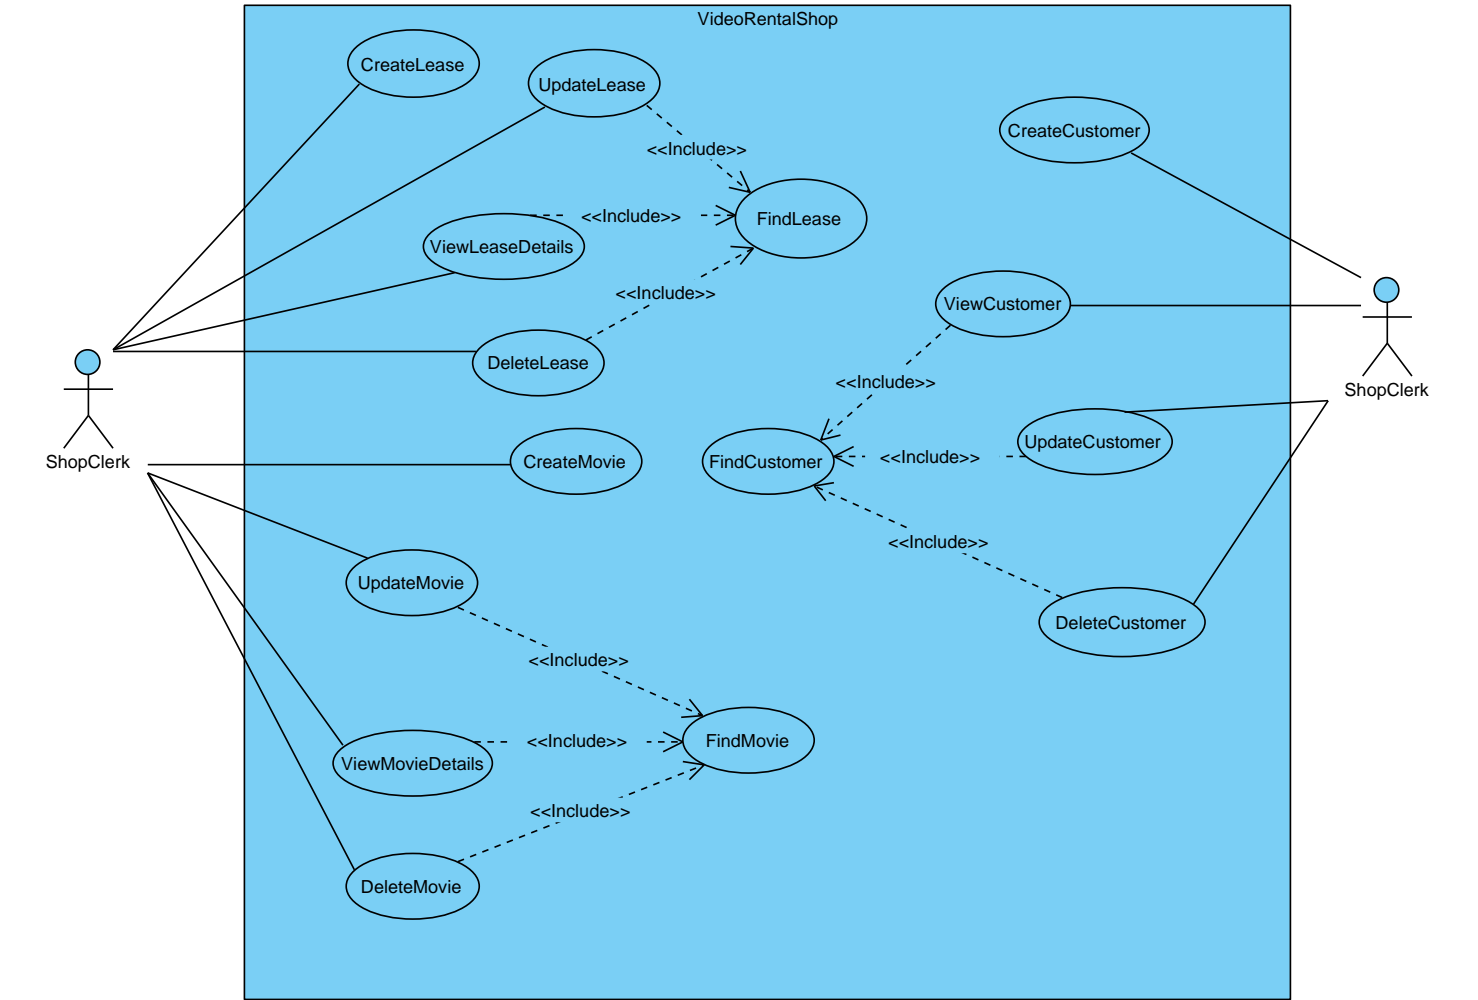 VideoRentalShop
CreateLease
UpdateLease
CreateCustomer
<<Include>>
<<Include>>
FindLease
ViewLeaseDetails
<<Include>>
ViewCustomer
DeleteLease
<<Include>>
ShopClerk
ShopClerk
CreateMovie
FindCustomer
<<Include>>
UpdateCustomer
<<Include>>
UpdateMovie
DeleteCustomer
<<Include>>
FindMovie
<<Include>>
ViewMovieDetails
<<Include>>
DeleteMovie